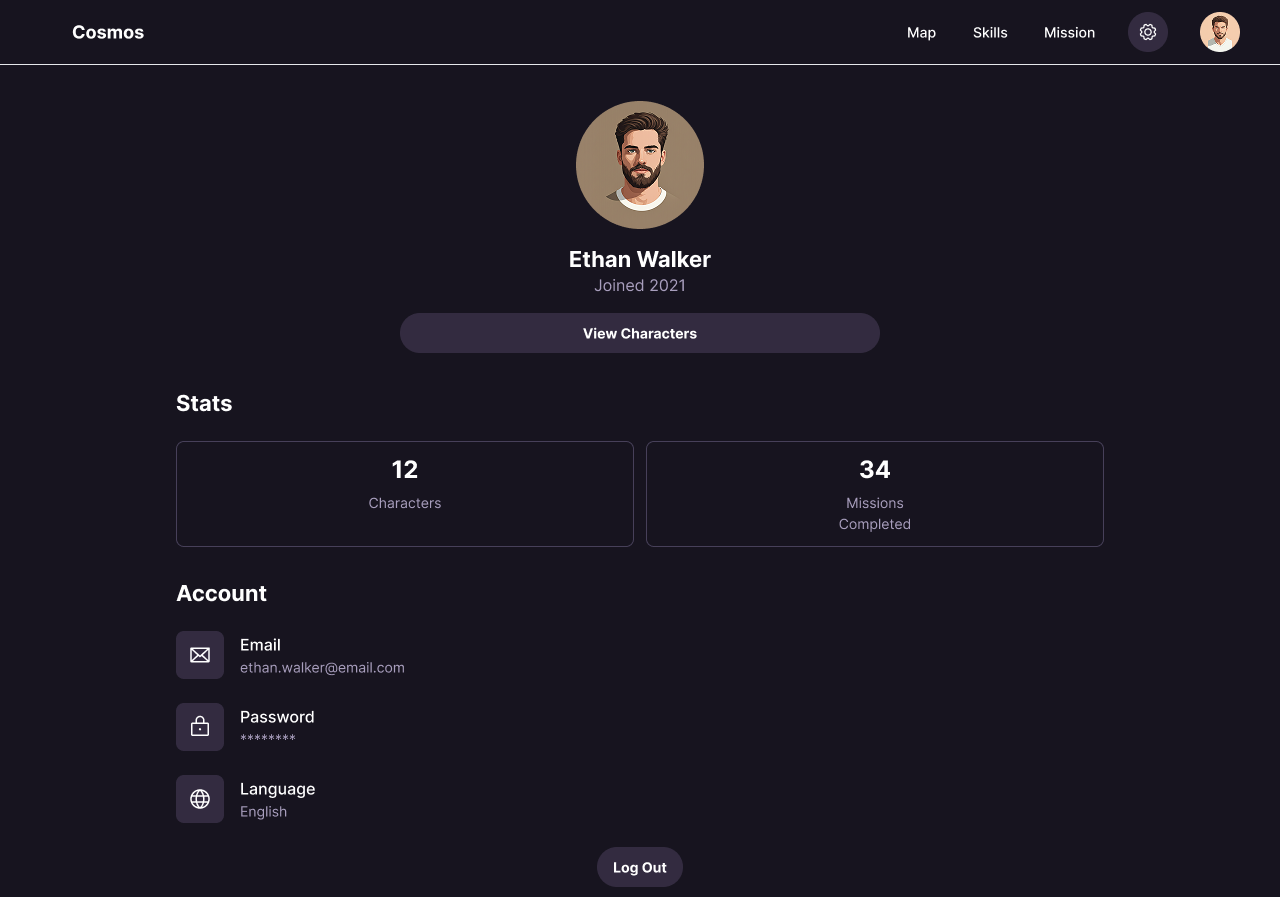 Cosmos
Map
Skills
Mission
Ethan Walker
Joined 2021
View Characters
Stats
12
Characters
34
Missions
Completed
Account
Email
ethan.walker@email.com
Password
********
Language
English
Log Out